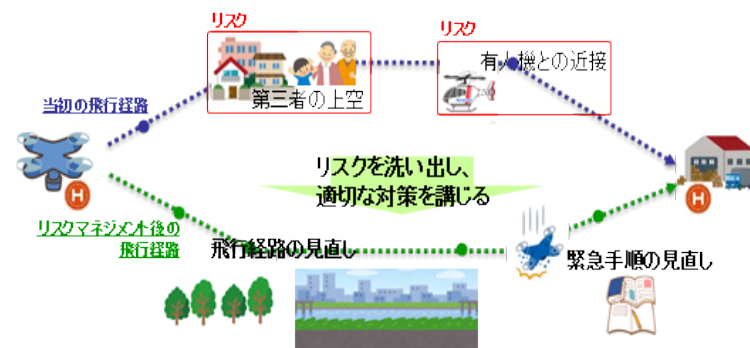 リスク
リスク
有人機との近接
第三者の上空
当初の飛行経路
リスクを洗い出し、
適切な対策を講じる
H
H
リスクマネジメント後の
飛行経路
飛行経路の見直し
緊急手順の見直し